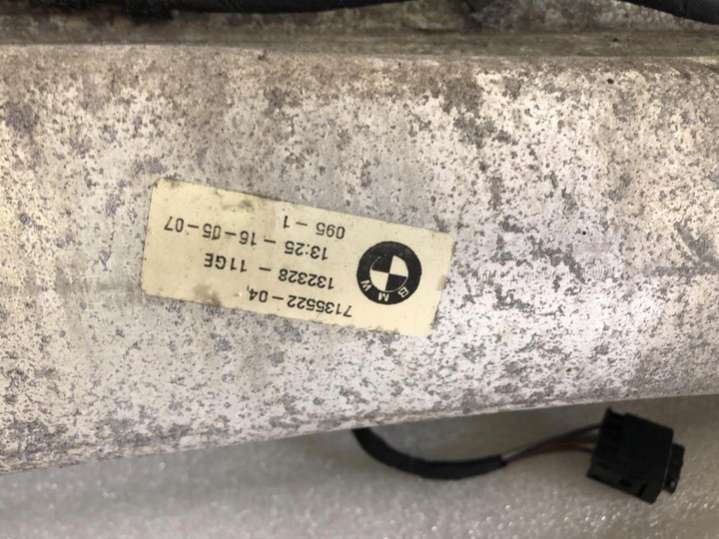 7135522-04,
132328 - 11GE
13:25 - 16-05-07
095 - 1
BMW